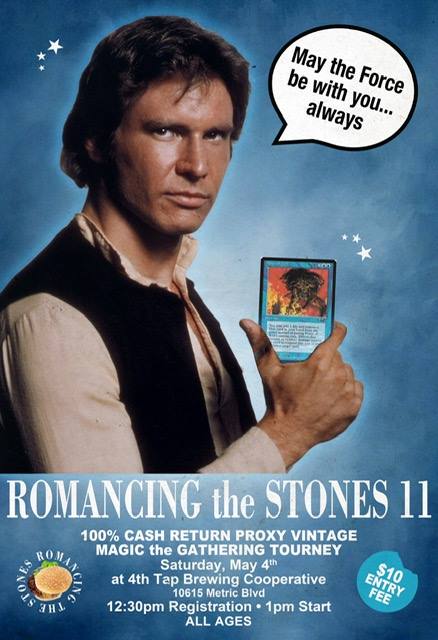 May the Force
be with you...
always
ROMANCING the STONES 11
100% CASH RETURN PROXY VINTAGE
MAGIC the GATHERING TOURNEY
Saturday, May 4th
at 4th Tap Brewing Cooperative
10615 Metric Blvd
12:30pm Registration • 1pm Start
ALL AGES
ROMANCING THE STONES
$10
ENTRY
FEE